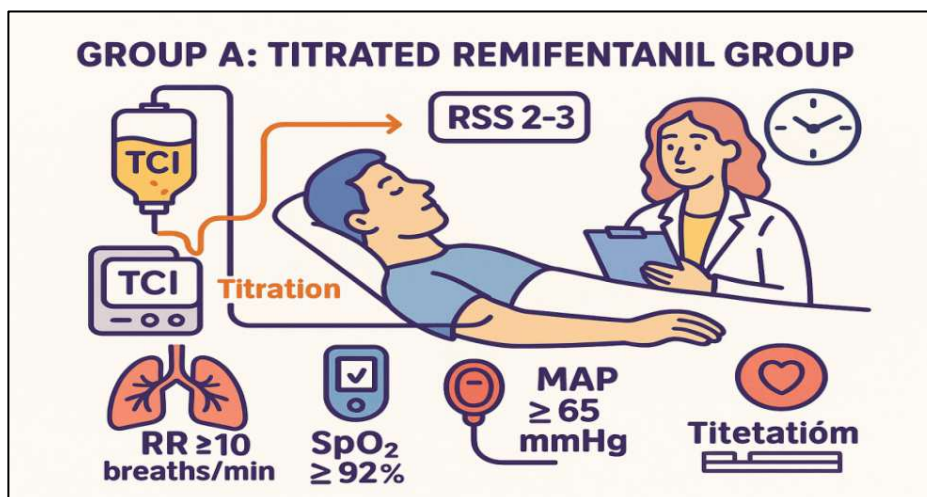 GROUP A: TITRATED REMIFENTANIL GROUP
TCI
RSS 2–3
TCI
Titration
RR ≥10
breaths/min
SpO₂
≥ 92%
MAP
≥ 65
mmHg
Titetatióm